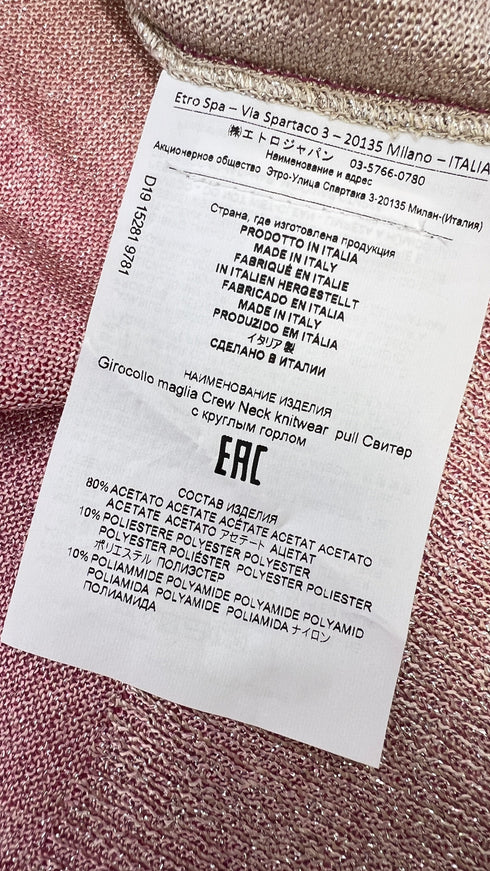 Etro Spa – Via Spartaco 3 – 20135 Milano – ITALIA
㈱エトロジャパン 03-5766-0780
Наименование и адрес
Акционерное общество Этро-Улица Спартака 3-20135 Милан-(Италия)
D19 15281 9781
Страна, где изготовлена продукция
PRODOTTO IN ITALIA
MADE IN ITALY
FABRIQUÉ EN ITALIE
IN ITALIEN HERGESTELLT
FABRICADO EN ITALIA
MADE IN ITALY
PRODUZIDO EM ITÁLIA
イタリア製
СДЕЛАНО В ИТАЛИИ
НАИМЕНОВАНИЕ ИЗДЕЛИЯ
Girocollo maglia Crew Neck knitwear pull Свитер
с круглым горлом
EAC
СОСТАВ ИЗДЕЛИЯ
80% ACETATO ACETATE ACÉTATE ACETAT ACETATO
ACETATE ACETATO アセテート АЦЕТАТ
10% POLIESTERE POLYESTER POLYESTER
POLYESTER POLIÉSTER POLYESTER POLIESTER
ポリエステル ПОЛИЭСТЕР
10% POLIAMMIDE POLYAMIDE POLYAMIDE POLYAMID
POLIAMIDA POLYAMIDE POLIAMIDA ナイロン
ПОЛИАМИДА